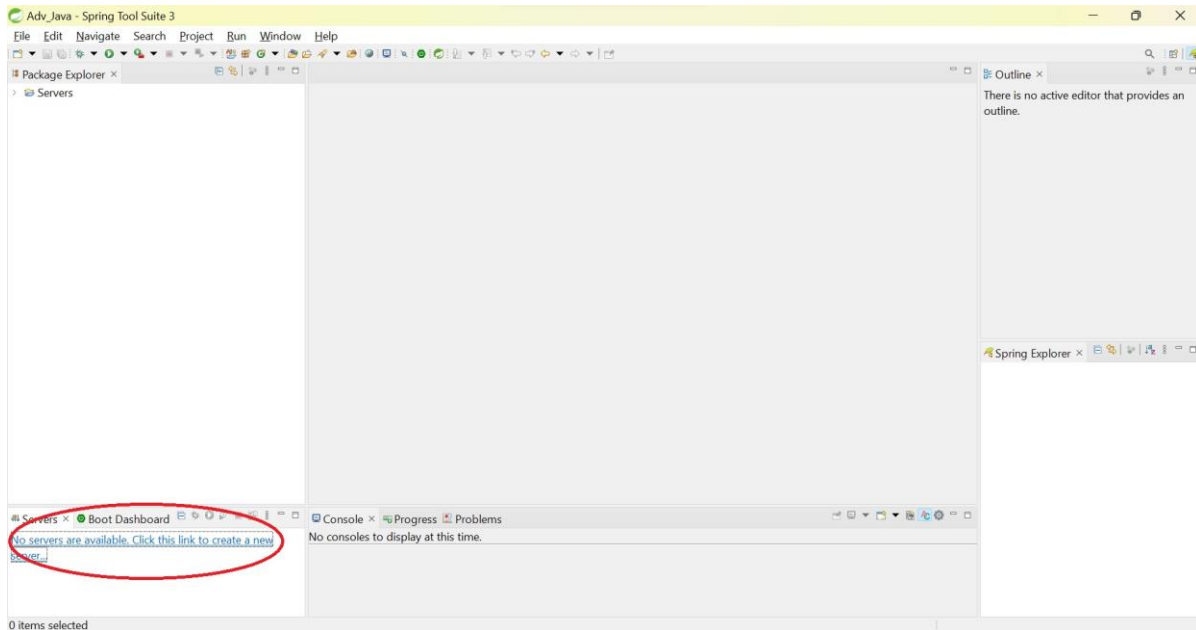 Adv_Java - Spring Tool Suite 3
File Edit Navigate Search Project Run Window Help
Package Explorer
Servers
Outline
There is no active editor that provides an
outline.
Spring Explorer
Servers Boot Dashboard
No servers are available. Click this link to create a new
server...
Console Progress Problems
No consoles to display at this time.
0 items selected